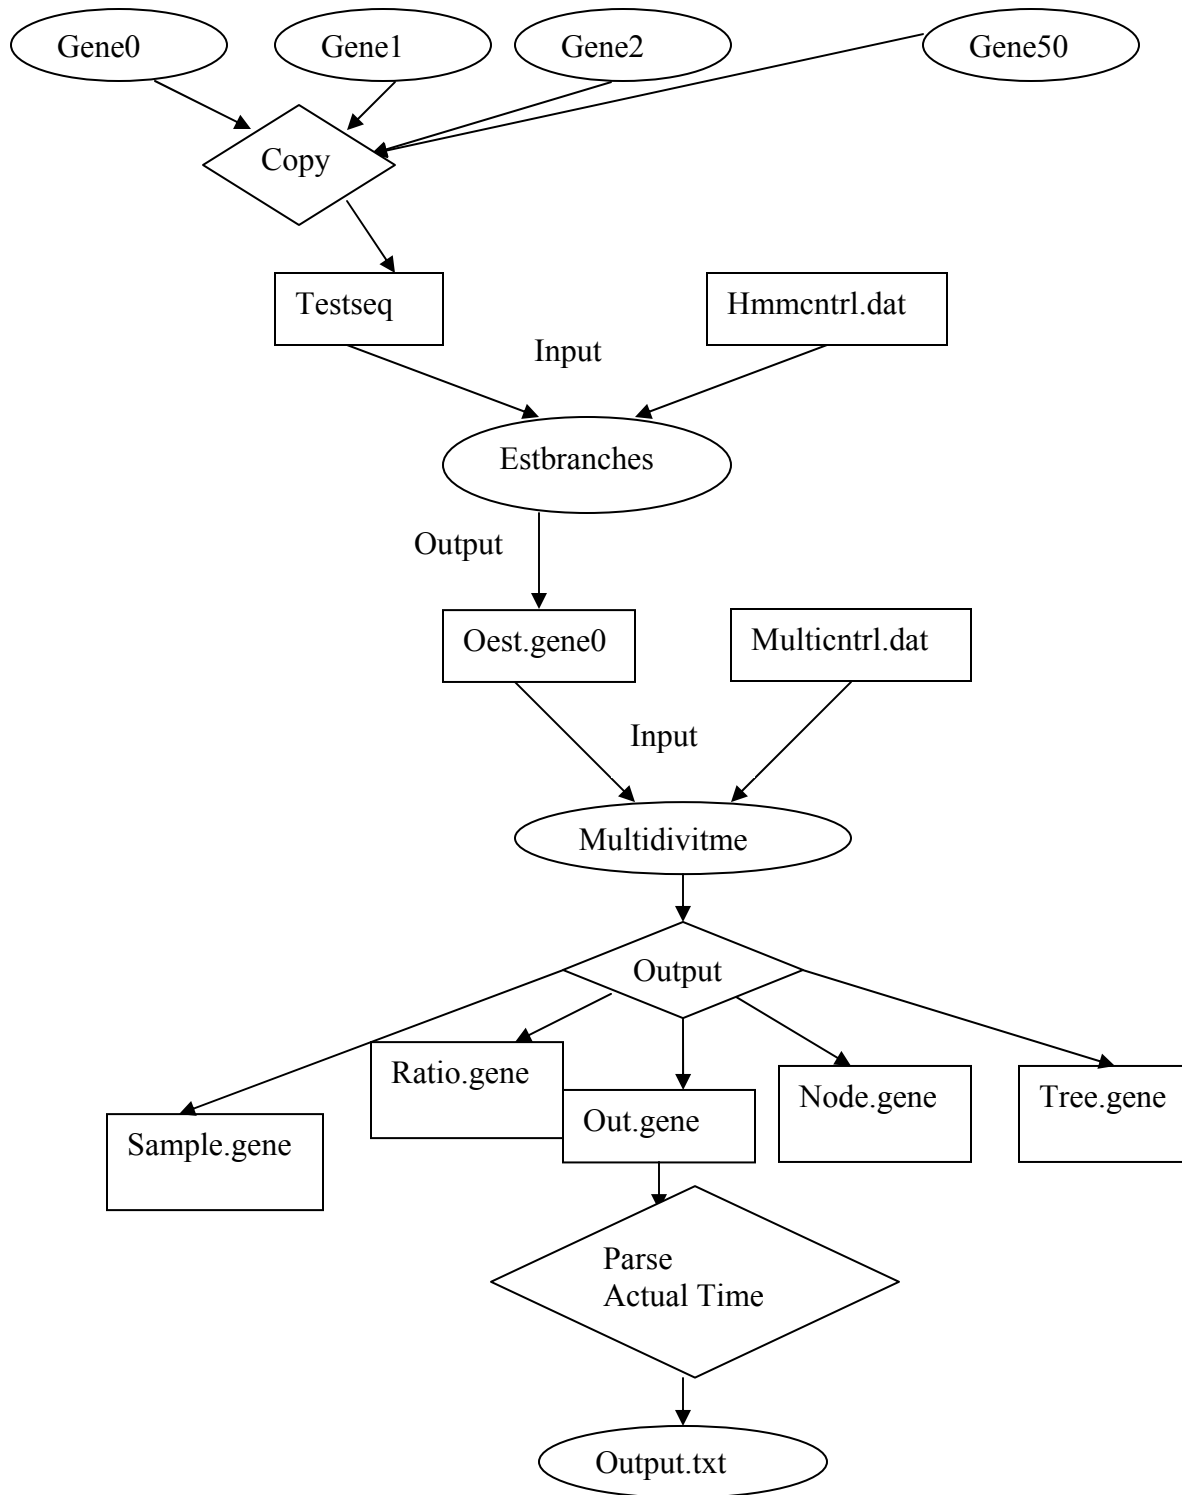 Gene0
Gene1
Gene2
Gene50
Copy
Testseq
Hmmcntrl.dat
Input
Estbranches
Output
Oest.gene0
Multicntrl.dat
Input
Multidivitme
Output
Ratio.gene
Out.gene
Node.gene
Tree.gene
Sample.gene
Parse
Actual Time
Output.txt